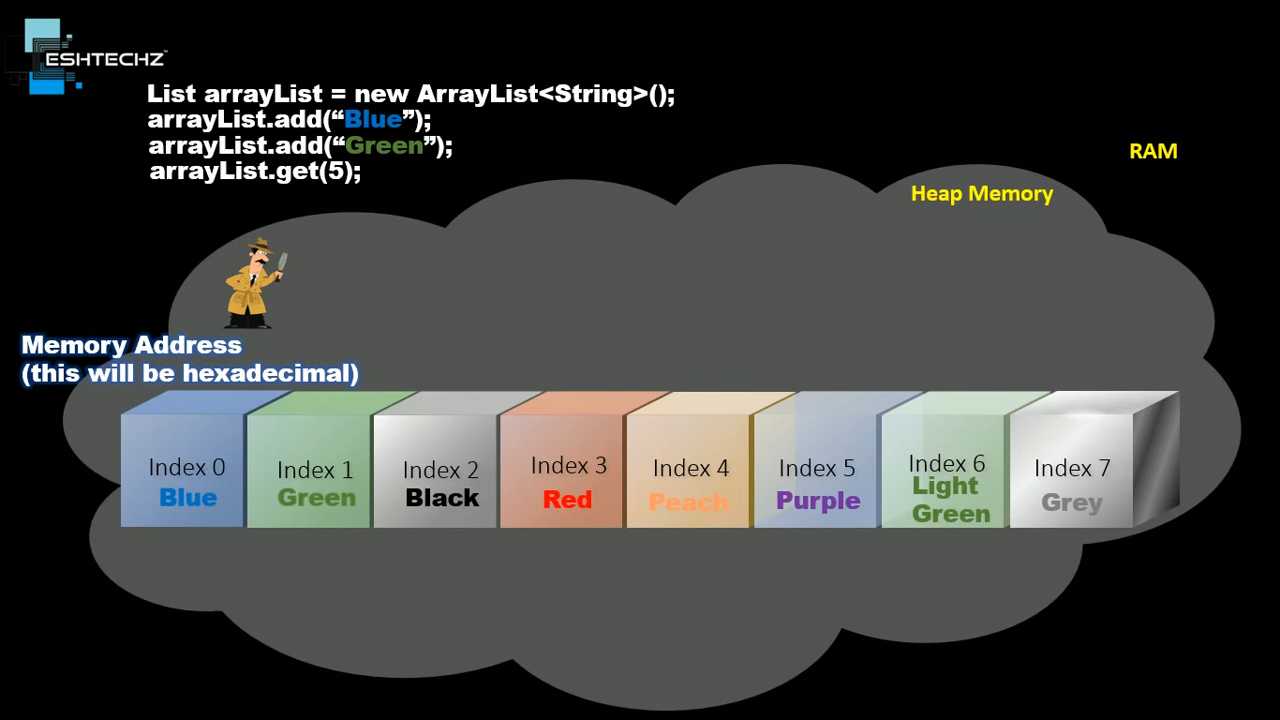 ESHTECHZ™
List arrayList = new ArrayList<String>();
arrayList.add(“Blue”);
arrayList.add(“Green”);
arrayList.get(5);
RAM
Heap Memory
Memory Address
(this will be hexadecimal)
Index 0
Blue
Index 1
Green
Index 2
Black
Index 3
Red
Index 4
Peach
Index 5
Purple
Index 6
Light
Green
Index 7
Grey